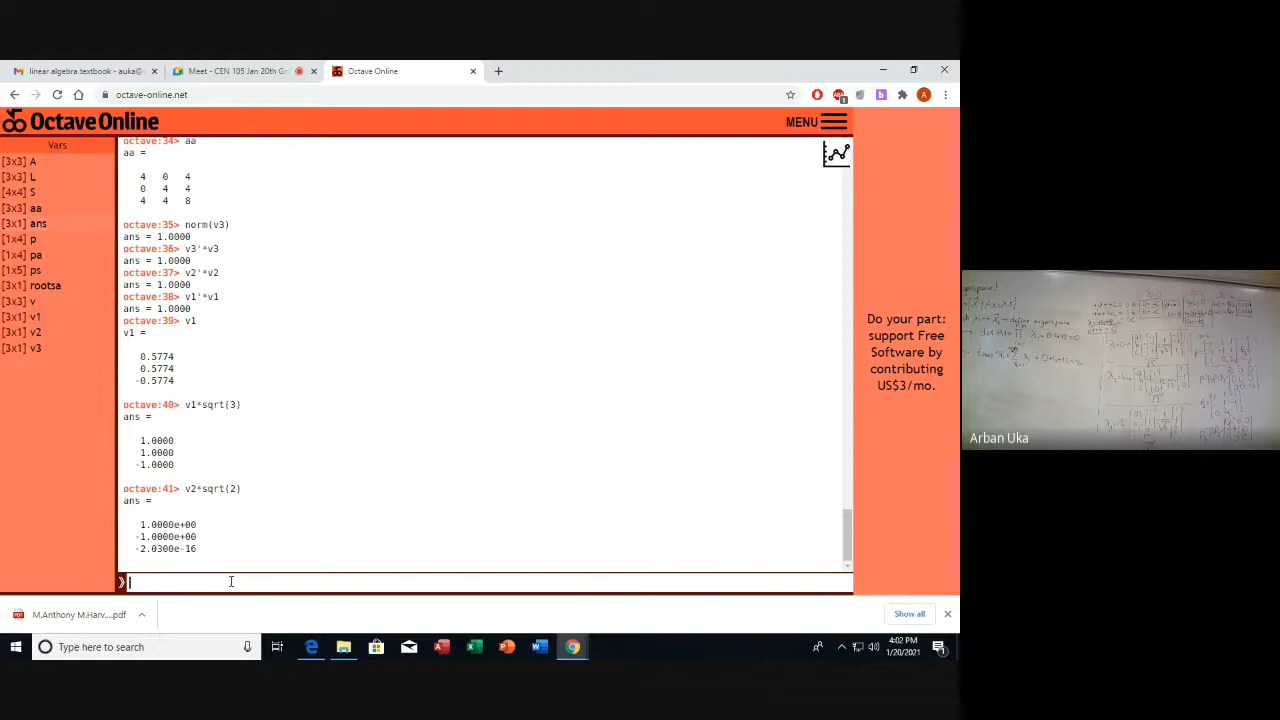 linear algebra textbook - auka@
Meet - CEN 105 Jan 20th Gr
Octave Online
octave-online.net
Octave Online
MENU
Vars
[3x3] A
[3x3] L
[4x4] S
[3x3] aa
[3x1] ans
[1x4] p
[1x4] pa
[1x5] ps
[3x1] rootsa
[3x3] v
[3x1] v1
[3x1] v2
[3x1] v3
octave:34> aa
aa =
4 0 4
0 4 4
4 4 8
octave:35> norm(v3)
ans = 1.0000
octave:36> v3'*v3
ans = 1.0000
octave:37> v2'*v2
ans = 1.0000
octave:38> v1'*v1
ans = 1.0000
octave:39> v1
v1 =
0.5774
0.5774
-0.5774
octave:40> v1*sqrt(3)
ans =
1.0000
1.0000
-1.0000
octave:41> v2*sqrt(2)
ans =
1.0000e+00
-1.0000e+00
-2.0300e-16
Do your part:
support Free
Software by
contributing
US$3/mo.
Arban Uka
M.Anthony M.Harv....pdf
Show all
Type here to search
4:02 PM
1/20/2021